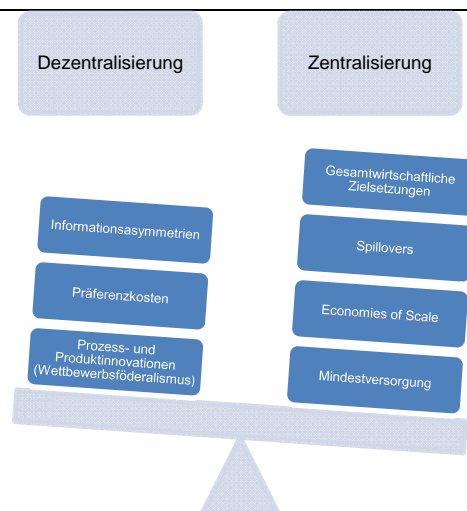 Dezentralisierung
Zentralisierung
Informationsasymmetrien
Präferenzkosten
Prozess- und
Produktinnovationen
(Wettbewerbsföderalismus)
Gesamtwirtschaftliche
Zielsetzungen
Spillovers
Economies of Scale
Mindestversorgung